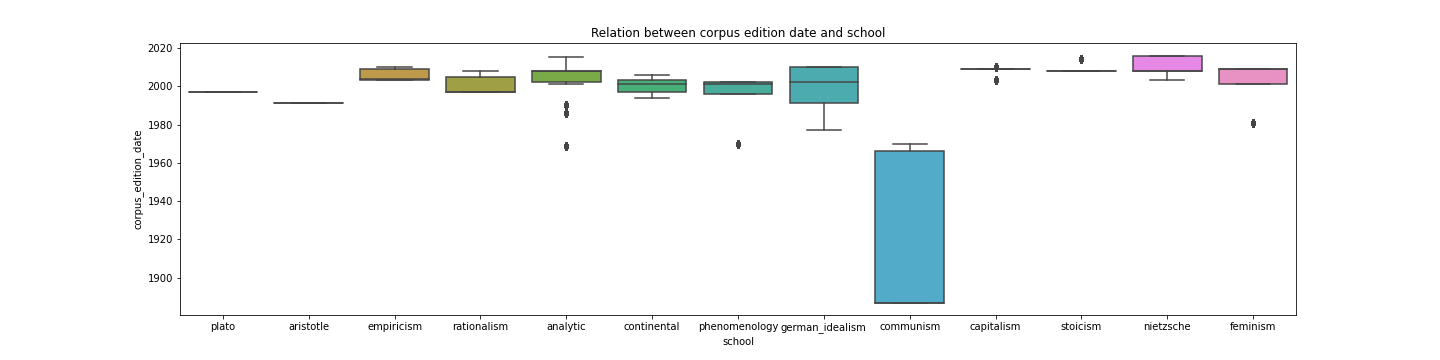 Relation between corpus edition date and school
corpus_edition_date
2020
2000
1980
1960
1940
1920
1900
plato aristotle empiricism rationalism analytic continental phenomenology german_idealism communism capitalism stoicism nietzsche feminism
school